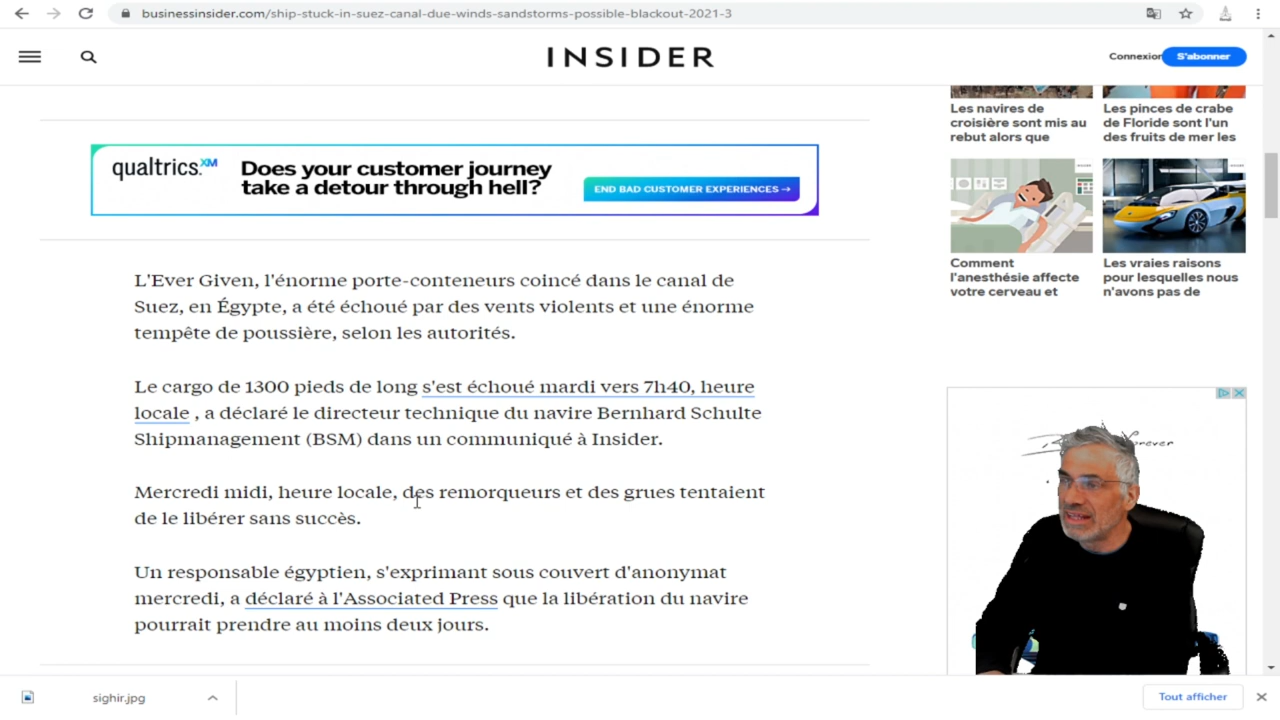 businessinsider.com/ship-stuck-in-suez-canal-due-winds-sandstorms-possible-blackout-2021-3
INSIDER
Connexion
S'abonner
qualtrics.XM
Does your customer journey
take a detour through hell?
END BAD CUSTOMER EXPERIENCES →
L'Ever Given, l'énorme porte-conteneurs coincé dans le canal de
Suez, en Égypte, a été échoué par des vents violents et une énorme
tempête de poussière, selon les autorités.
Le cargo de 1300 pieds de long s'est échoué mardi vers 7h40, heure
locale , a déclaré le directeur technique du navire Bernhard Schulte
Shipmanagement (BSM) dans un communiqué à Insider.
Mercredi midi, heure locale, des remorqueurs et des grues tentaient
de le libérer sans succès.
Un responsable égyptien, s'exprimant sous couvert d'anonymat
mercredi, a déclaré à l'Associated Press que la libération du navire
pourrait prendre au moins deux jours.
Les navires de
croisière sont mis au
rebut alors que
Les pinces de crabe
de Floride sont l'un
des fruits de mer les
Comment
l'anesthésie affecte
votre cerveau et
Les vraies raisons
pour lesquelles nous
n'avons pas de
sighir.jpg
Tout afficher